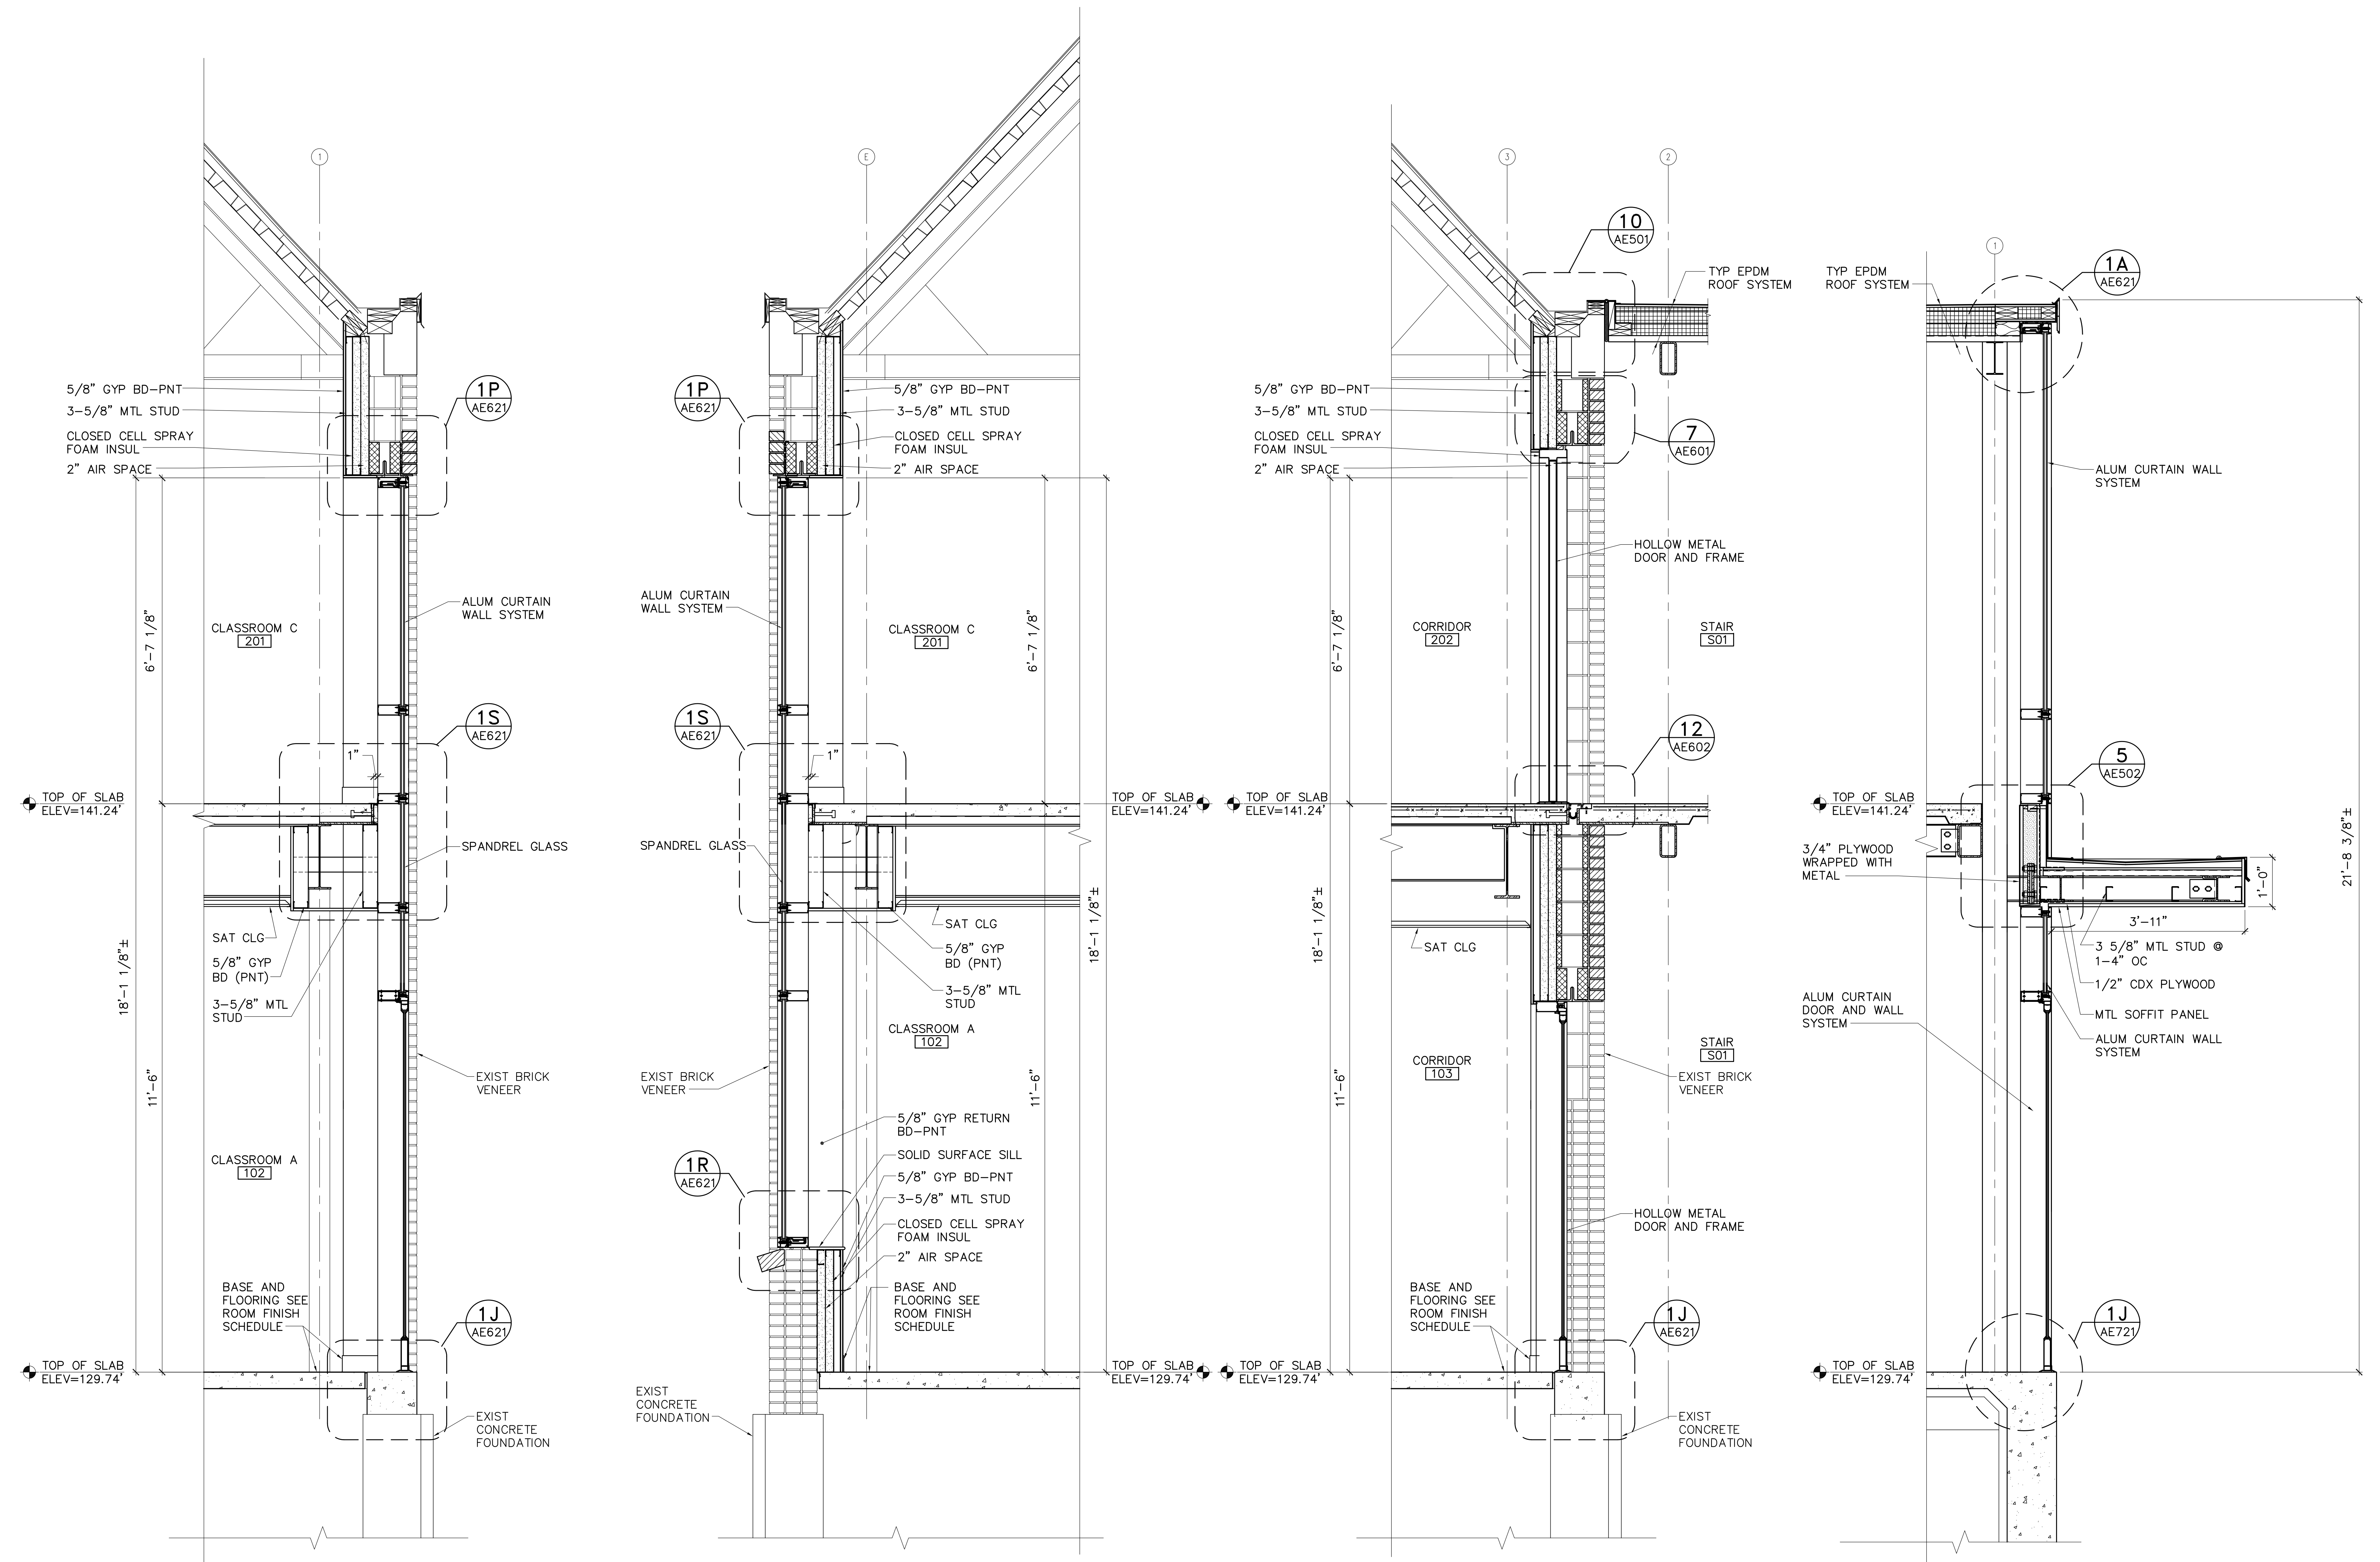 1
1P
AE621
5/8” GYP BD-PNT
3-5/8” MTL STUD
CLOSED CELL SPRAY
FOAM INSUL
2” AIR SPACE
ALUM CURTAIN
WALL SYSTEM
CLASSROOM C
201
6'-7 1/8”
1S
AE621
1”
TOP OF SLAB
ELEV=141.24'
SPANDREL GLASS
SAT CLG
5/8” GYP
BD (PNT)
3-5/8” MTL
STUD
18'-1 1/8”±
11'-6”
EXIST BRICK
VENEER
CLASSROOM A
102
BASE AND
FLOORING SEE
ROOM FINISH
SCHEDULE
1J
AE621
TOP OF SLAB
ELEV=129.74'
EXIST
CONCRETE
FOUNDATION
E
1P
AE621
5/8” GYP BD-PNT
3-5/8” MTL STUD
CLOSED CELL SPRAY
FOAM INSUL
2” AIR SPACE
ALUM CURTAIN
WALL SYSTEM
CLASSROOM C
201
6'-7 1/8”
1S
AE621
1”
TOP OF SLAB
ELEV=141.24'
SPANDREL GLASS
SAT CLG
5/8” GYP
BD (PNT)
3-5/8” MTL
STUD
18'-1 1/8”±
CLASSROOM A
102
EXIST BRICK
VENEER
11'-6”
5/8” GYP RETURN
BD-PNT
SOLID SURFACE SILL
1R
AE621
5/8” GYP BD-PNT
3-5/8” MTL STUD
CLOSED CELL SPRAY
FOAM INSUL
2” AIR SPACE
BASE AND
FLOORING SEE
ROOM FINISH
SCHEDULE
TOP OF SLAB
ELEV=129.74'
EXIST
CONCRETE
FOUNDATION
3
2
10
AE501
TYP EPDM
ROOF SYSTEM
5/8” GYP BD-PNT
3-5/8” MTL STUD
CLOSED CELL SPRAY
FOAM INSUL
2” AIR SPACE
7
AE601
HOLLOW METAL
DOOR AND FRAME
6'-7 1/8”
CORRIDOR
202
STAIR
S01
12
AE602
TOP OF SLAB
ELEV=141.24'
18'-1 1/8”±
SAT CLG
11'-6”
CORRIDOR
103
STAIR
S01
EXIST BRICK
VENEER
HOLLOW METAL
DOOR AND FRAME
BASE AND
FLOORING SEE
ROOM FINISH
SCHEDULE
1J
AE621
TOP OF SLAB
ELEV=129.74'
EXIST
CONCRETE
FOUNDATION
1
TYP EPDM
ROOF SYSTEM
1A
AE621
ALUM CURTAIN WALL
SYSTEM
5
AE502
TOP OF SLAB
ELEV=141.24'
3/4” PLYWOOD
WRAPPED WITH
METAL
1'-0”
3'-11”
21'-8 3/8”±
3 5/8” MTL STUD @
1-4” OC
1/2” CDX PLYWOOD
MTL SOFFIT PANEL
ALUM CURTAIN WALL
SYSTEM
ALUM CURTAIN
DOOR AND WALL
SYSTEM
1J
AE721
TOP OF SLAB
ELEV=129.74'